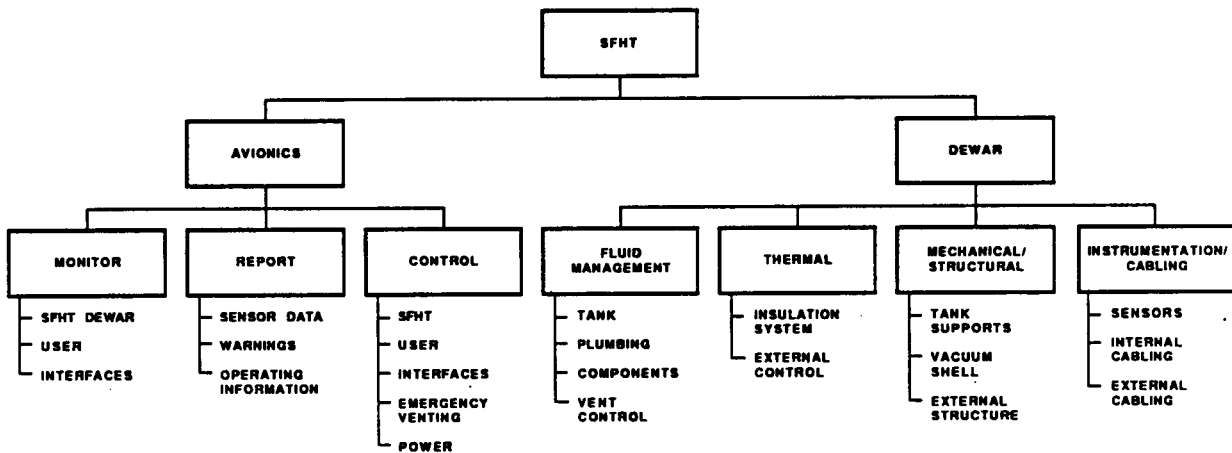 SFHT
AVIONICS
DEWAR
MONITOR
REPORT
CONTROL
FLUID
MANAGEMENT
THERMAL
MECHANICAL/
STRUCTURAL
INSTRUMENTATION/
CABLING
SFHT DEWAR
USER
INTERFACES
SENSOR DATA
WARNINGS
OPERATING
INFORMATION
SFHT
USER
INTERFACES
EMERGENCY
VENTING
POWER
TANK
PLUMBING
COMPONENTS
VENT
CONTROL
INSULATION
SYSTEM
EXTERNAL
CONTROL
TANK
SUPPORTS
VACUUM
SHELL
EXTERNAL
STRUCTURE
SENSORS
INTERNAL
CABLING
EXTERNAL
CABLING